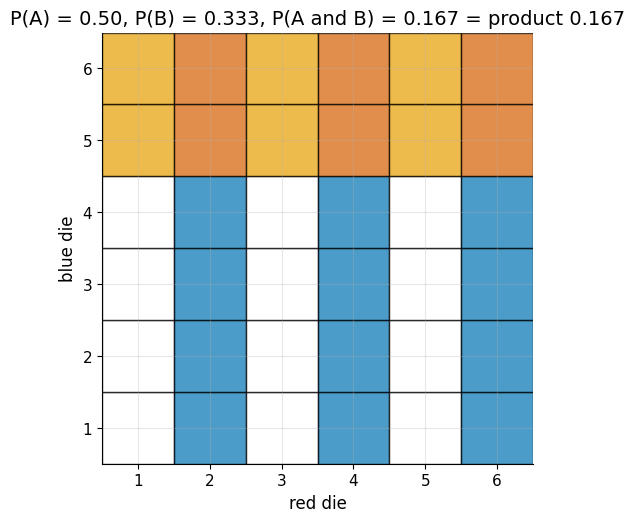 P(A) = 0.50, P(B) = 0.333, P(A and B) = 0.167 = product 0.167
6
5
4
3
2
1
blue die
1 2 3 4 5 6
red die